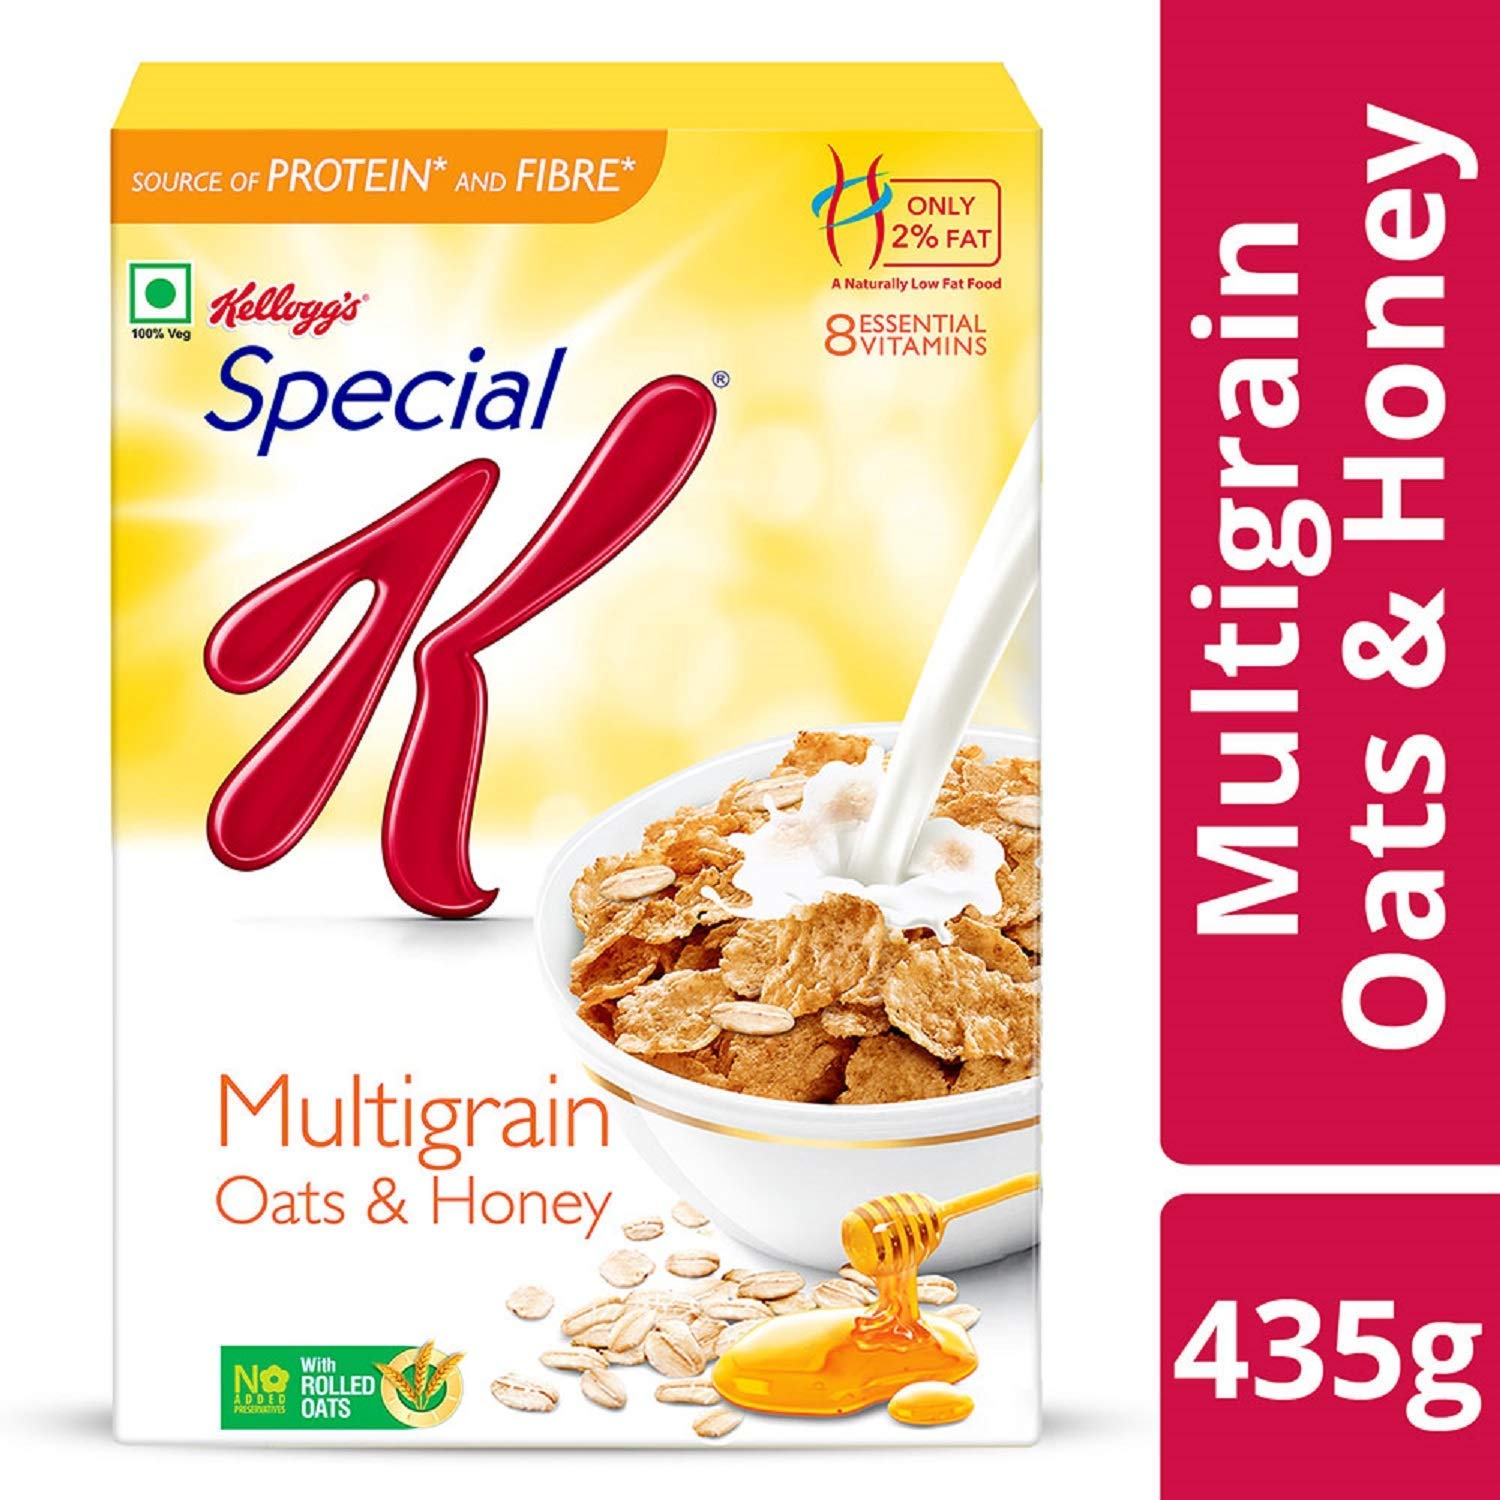 SOURCE OF PROTEIN* AND FIBRE*
ONLY
2% FAT
A Naturally Low Fat Food
8 ESSENTIAL
VITAMINS
100% Veg
Kellogg's®
Special
K®
Multigrain
Oats & Honey
NO
ADDED
PRESERVATIVES
With
ROLLED
OATS
Multigrain
Oats & Honey
435g